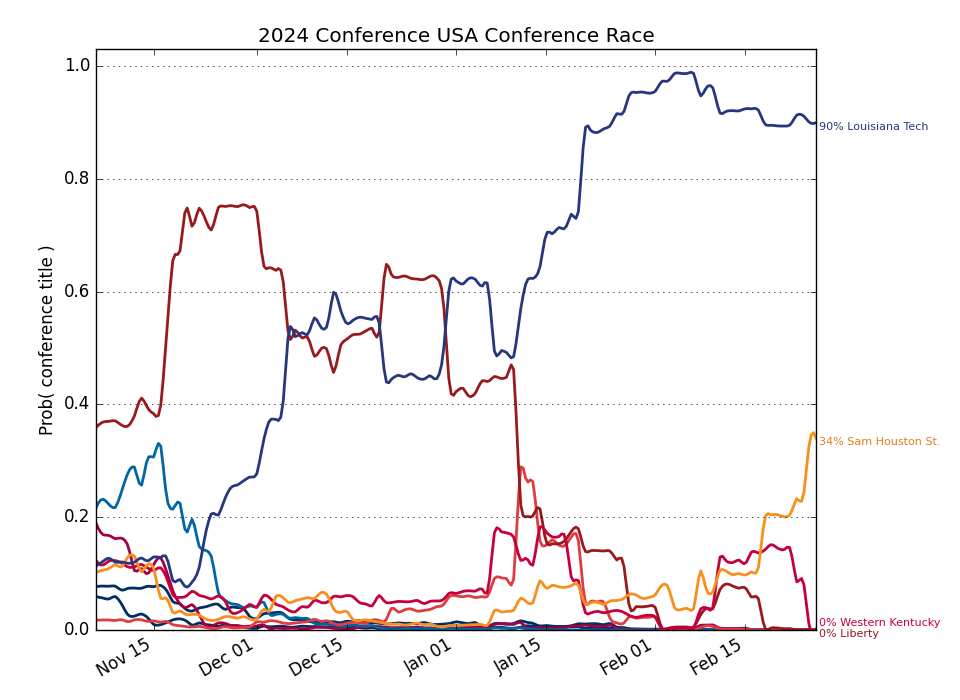 2024 Conference USA Conference Race
Prob( conference title )
1.0
0.8
0.6
0.4
0.2
0.0
Nov 15
Dec 01
Dec 15
Jan 01
Jan 15
Feb 01
Feb 15
90% Louisiana Tech
34% Sam Houston St.
0% Western Kentucky
0% Liberty